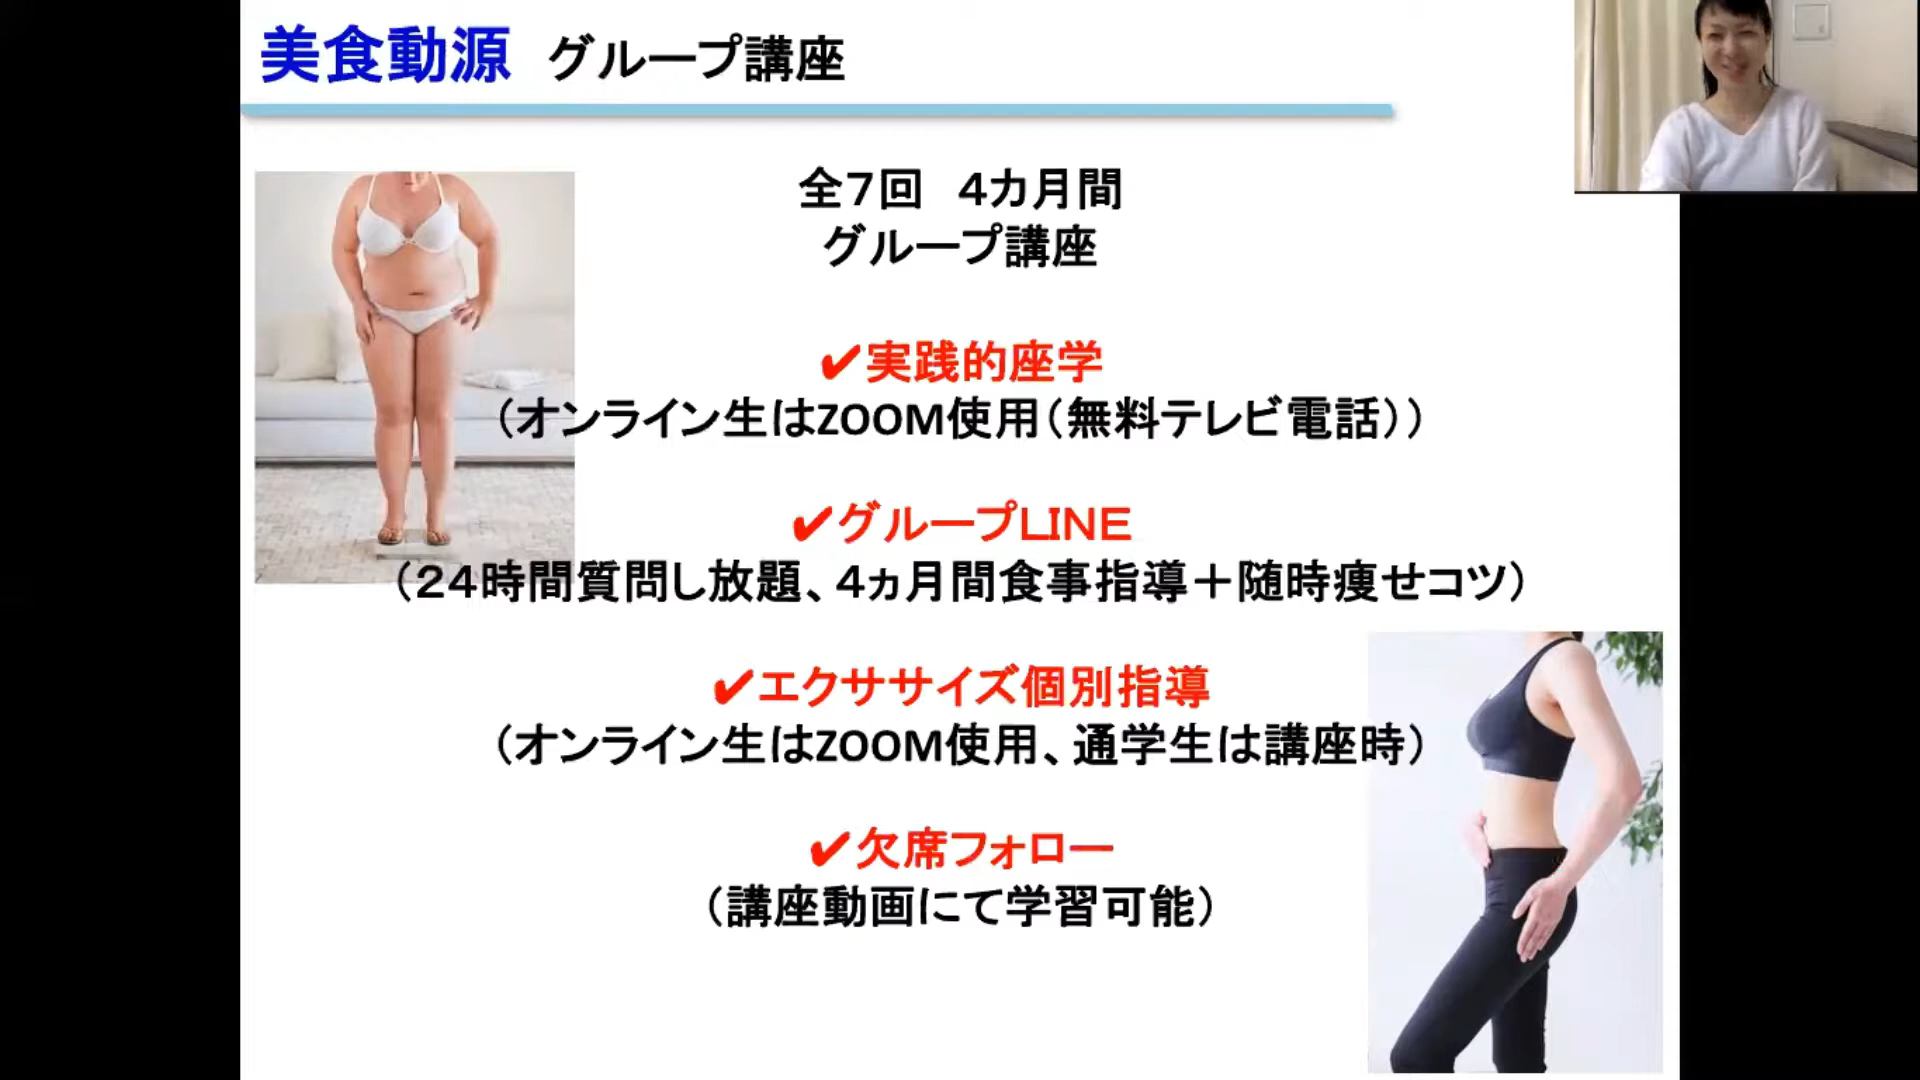 美食動源 グループ講座
全７回　４カ月間
グループ講座
✔実践的座学
（オンライン生はZOOM使用（無料テレビ電話））
✔グループLINE
（２４時間質問し放題、４ヵ月間食事指導＋随時痩せコツ）
✔エクササイズ個別指導
（オンライン生はZOOM使用、通学生は講座時）
✔欠席フォロー
（講座動画にて学習可能）